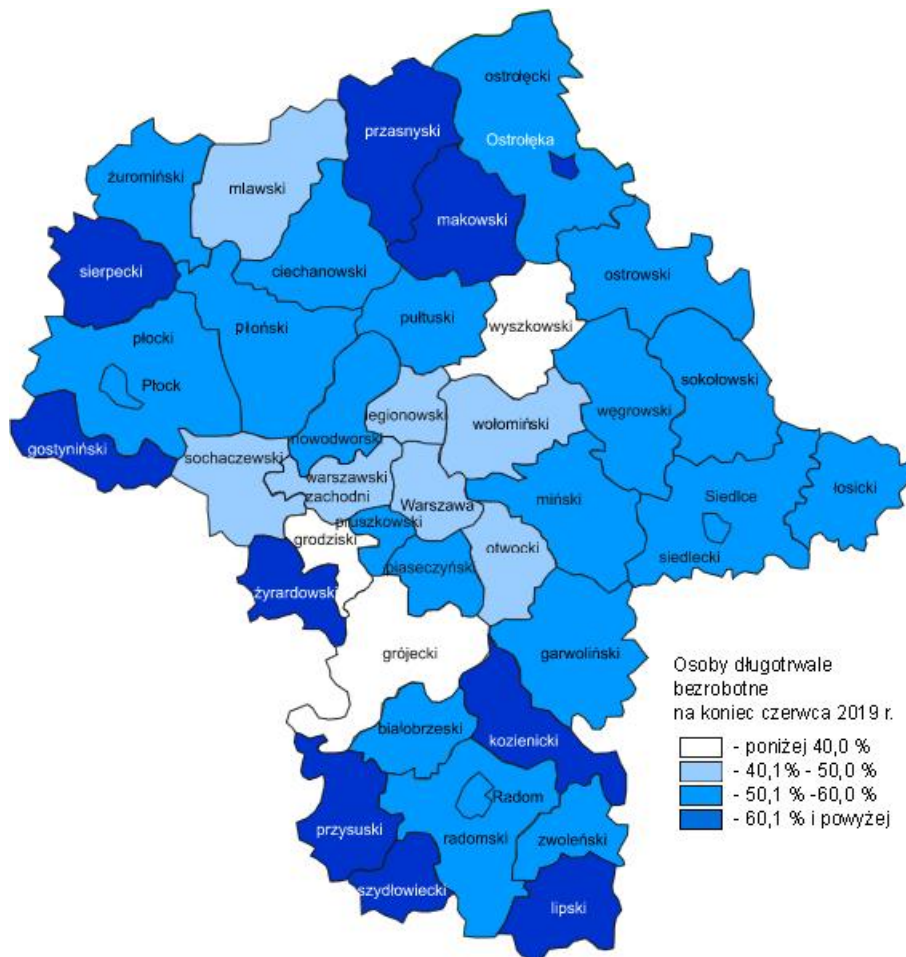 ostrołęcki
Ostrołęka
przasnyski
żuromiński
mlawski
makowski
sierpecki
ciechanowski
ostrowski
płocki
płoński
pułtuski
wyszkowski
Płock
sokołowski
węgrowski
legionowski
wołomiński
gostyniński
nowodworski
sochaczewski
warszawski
zachodni
Warszawa
miński
Siedlce
łosicki
pruszkowski
grodziski
otwocki
siedlecki
piaseczyński
żyrardowski
grójecki
garwoliński
Osoby długotrwale
bezrobotne
na koniec czerwca 2019 r.
- poniżej 40,0 %
- 40,1% - 50,0 %
- 50,1 % -60,0 %
- 60,1 % i powyżej
białobrzeski
kozienicki
Radom
przysuski
radomski
zwoleński
szydłowiecki
lipski